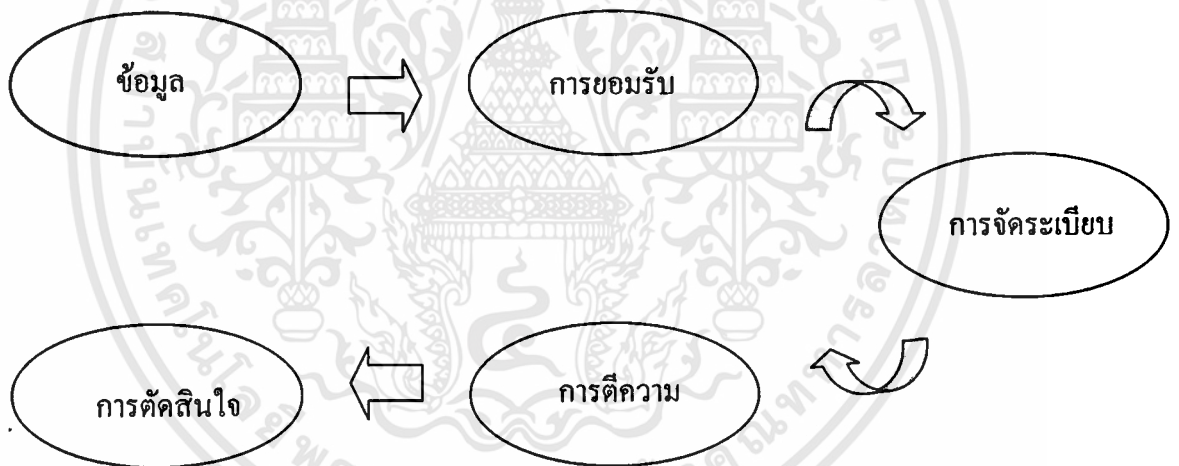 ข้อมูล
การยอมรับ
การจัดระเบียบ
การตีความ
การตัดสินใจ